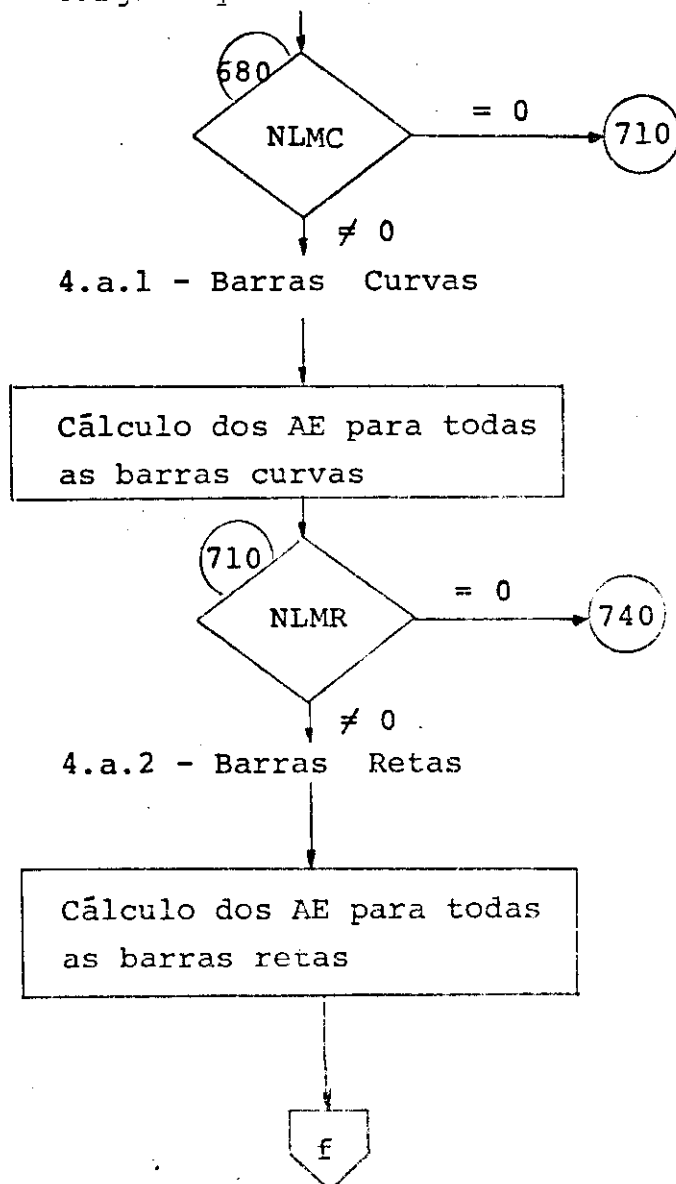 680
NLMC
= 0
710
≠ 0
4.a.1 - Barras Curvas
Cálculo dos AE para todas
as barras curvas
710
NLMR
= 0
740
≠ 0
4.a.2 - Barras Retas
Cálculo dos AE para todas
as barras retas
f